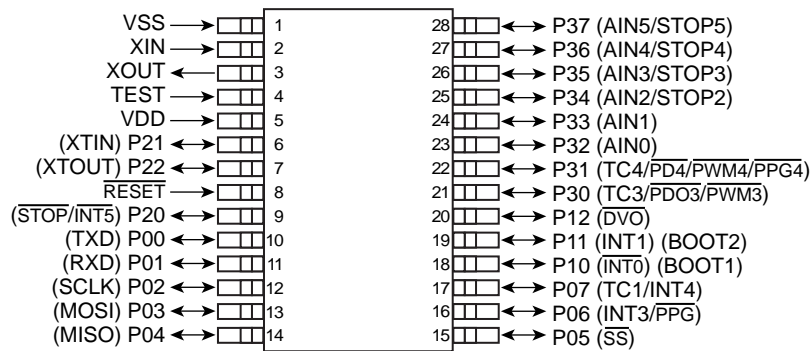 VSS 1 28 P37 (AIN5/STOP5)
XIN 2 27 P36 (AIN4/STOP4)
XOUT 3 26 P35 (AIN3/STOP3)
TEST 4 25 P34 (AIN2/STOP2)
VDD 5 24 P33 (AIN1)
(XTIN) P21 6 23 P32 (AIN0)
(XTOUT) P22 7 22 P31 (TC4/PD4/PWM4/PPG4)
RESET 8 21 P30 (TC3/PDO3/PWM3)
(STOP/INT5) P20 9 20 P12 (DVO)
(TXD) P00 10 19 P11 (INT1) (BOOT2)
(RXD) P01 11 18 P10 (INT0) (BOOT1)
(SCLK) P02 12 17 P07 (TC1/INT4)
(MOSI) P03 13 16 P06 (INT3/PPG)
(MISO) P04 14 15 P05 (SS)